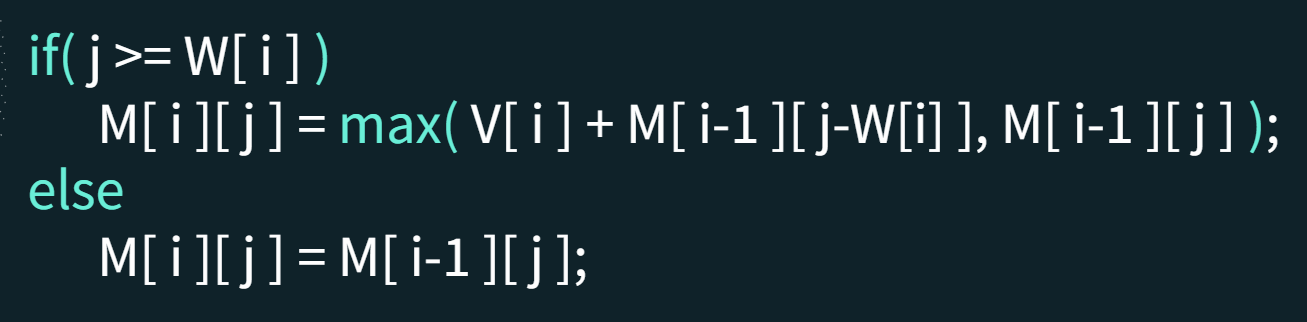 if( j >= W[ i ] )
M[ i ][ j ] = max( V[ i ] + M[ i-1 ][ j-W[i] ], M[ i-1 ][ j ] );
else
M[ i ][ j ] = M[ i-1 ][ j ];